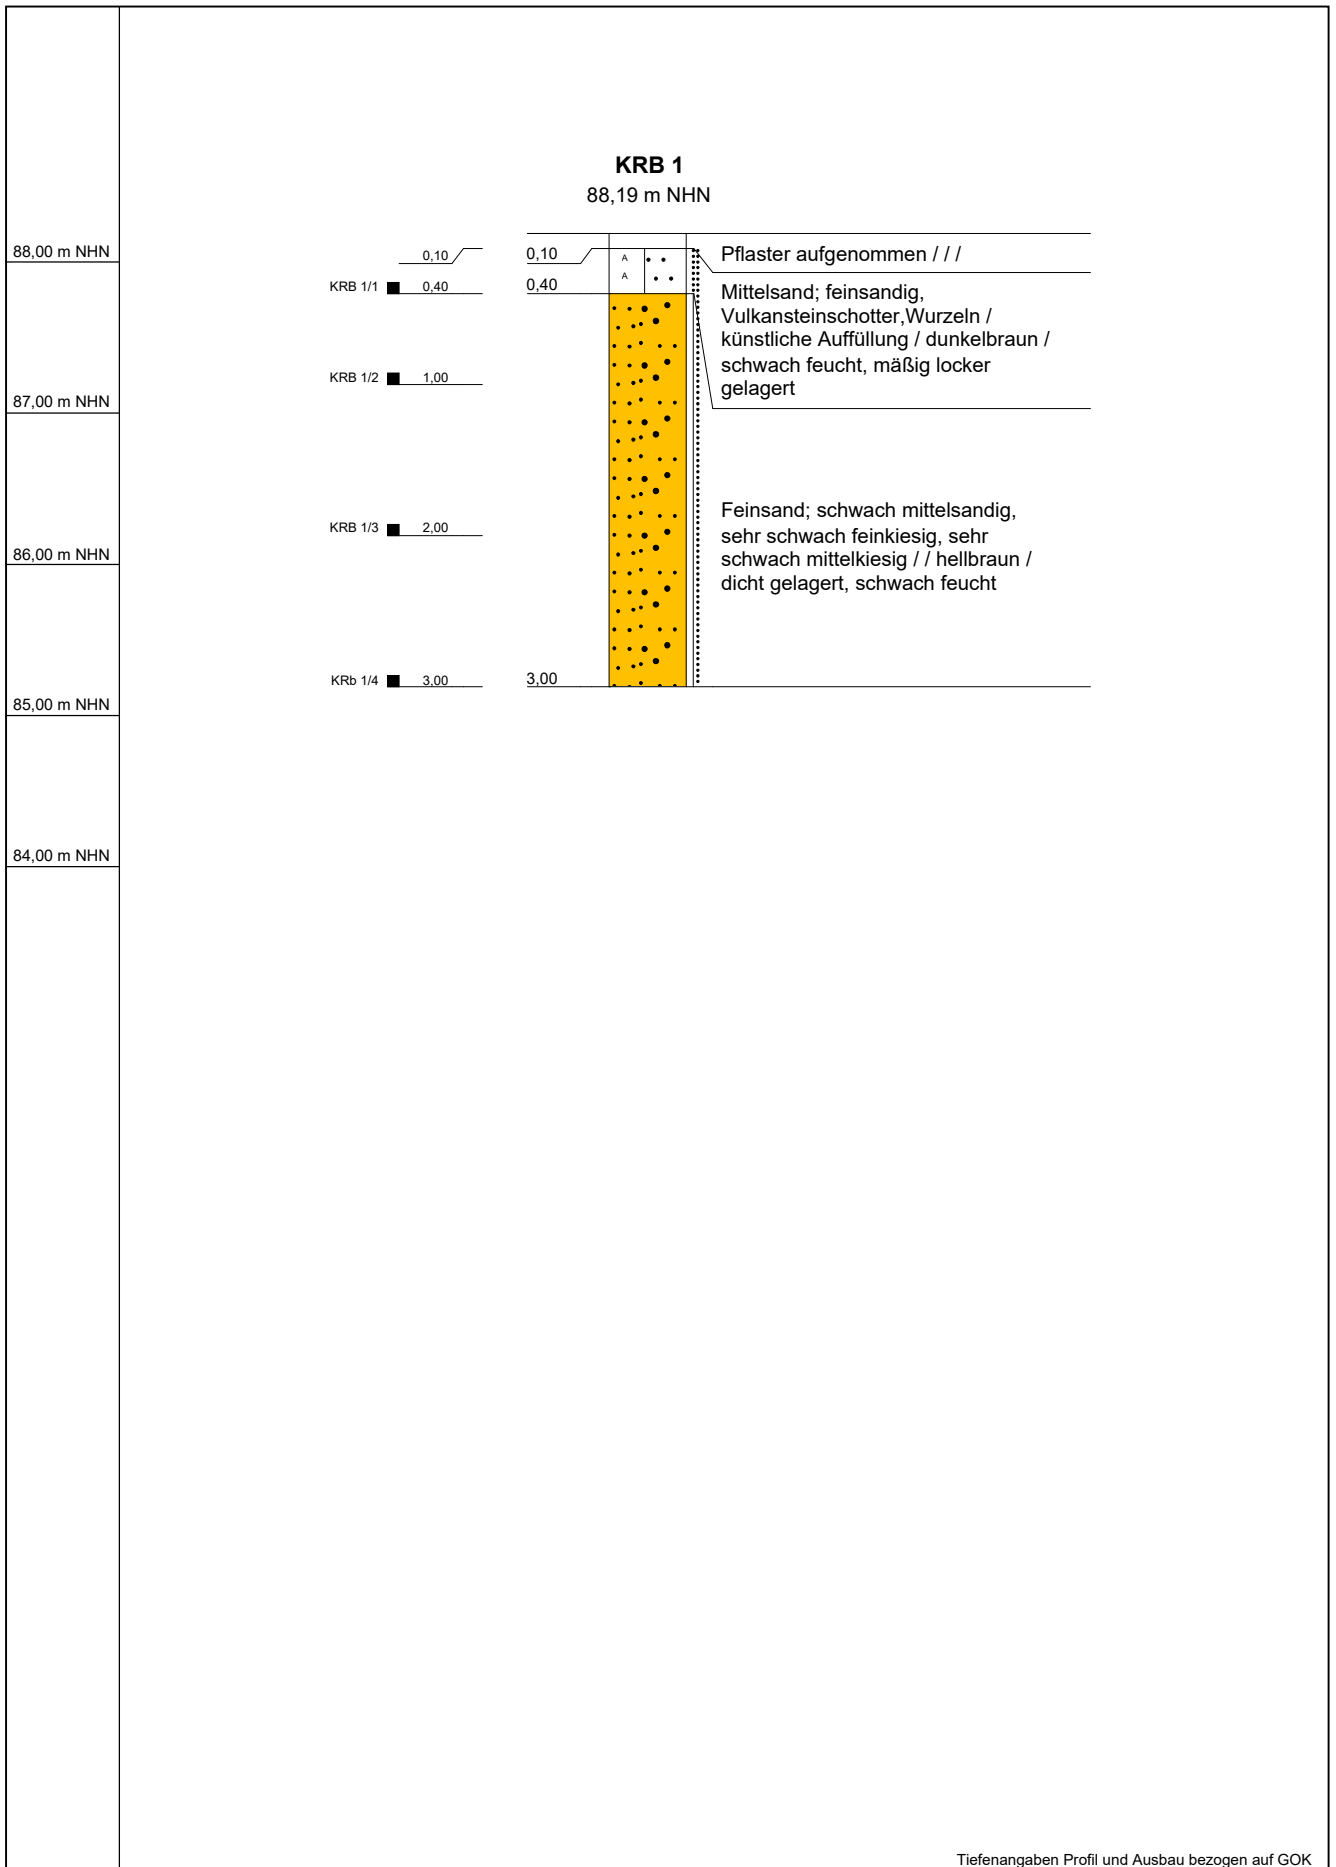 KRB 1
88,19 m NHN
88,00 m NHN
0,10
0,10
A
A
Pflaster aufgenommen / / /
KRB 1/1
0,40
0,40
Mittelsand; feinsandig,
Vulkansteinschotter,Wurzeln /
künstliche Auffüllung / dunkelbraun /
schwach feucht, mäßig locker
gelagert
KRB 1/2
1,00
87,00 m NHN
KRB 1/3
2,00
Feinsand; schwach mittelsandig,
sehr schwach feinkiesig, sehr
schwach mittelkiesig / / hellbraun /
dicht gelagert, schwach feucht
86,00 m NHN
KRb 1/4
3,00
3,00
85,00 m NHN
84,00 m NHN
Tiefenangaben Profil und Ausbau bezogen auf GOK